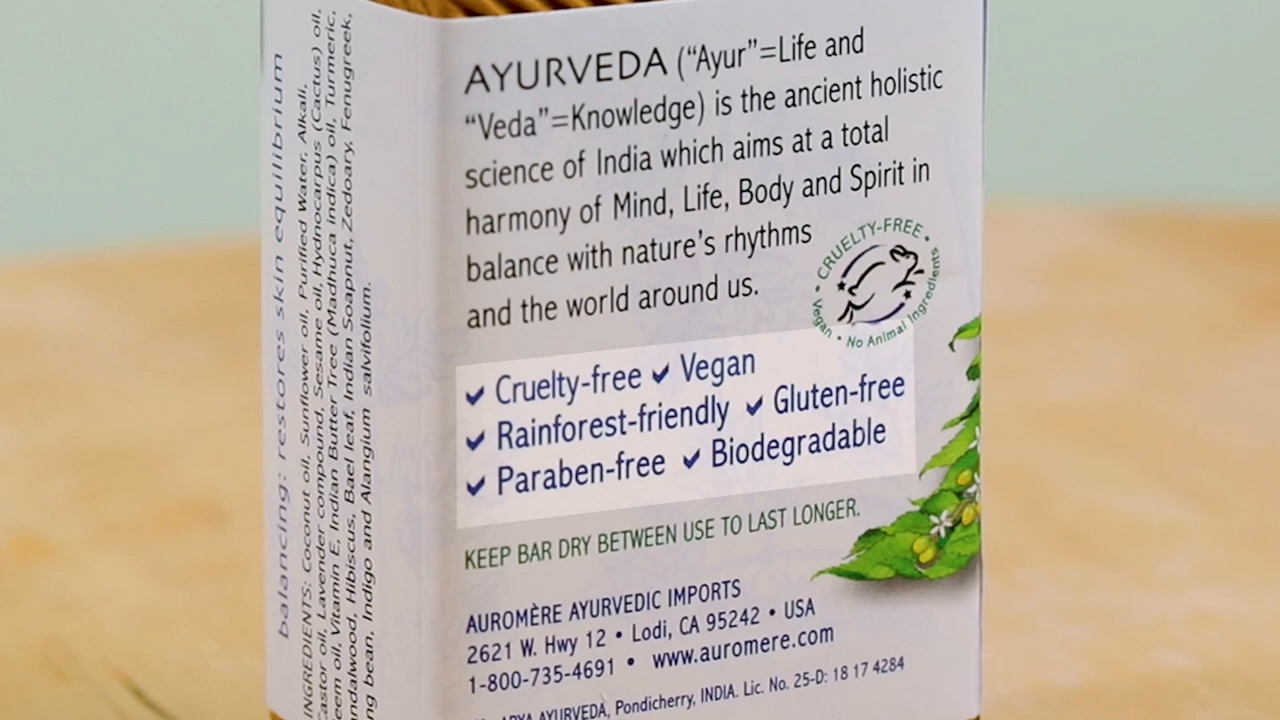 balancing: restores skin equilibrium
INGREDIENTS: Coconut oil, Sunflower oil, Purified Water, Alkali,
Castor oil, Lavender compound, Sesame oil, Hydnocarpus (Cactus) oil,
oil, Vitamin E, Indian Butter Tree (Madhuca indica) oil, Turmeric,
Hibiscus, Bael leaf, Indian Soapnut, Zedoary, Fenugreek,
bean, Indigo and Alangium salvifolium.
AYURVEDA (“Ayur”=Life and
“Veda”=Knowledge) is the ancient holistic
science of India which aims at a total
harmony of Mind, Life, Body and Spirit in
balance with nature’s rhythms
and the world around us.
• CRUELTY-FREE •
Vegan • No Animal Ingredients
✔ Cruelty-free ✔ Vegan
✔ Rainforest-friendly ✔ Gluten-free
✔ Paraben-free ✔ Biodegradable
KEEP BAR DRY BETWEEN USE TO LAST LONGER.
AUROMÈRE AYURVEDIC IMPORTS
2621 W. Hwy 12 • Lodi, CA 95242 • USA
1-800-735-4691 • www.auromere.com
AYURVEDA, Pondicherry, INDIA. Lic. No. 25-D: 18 17 4284